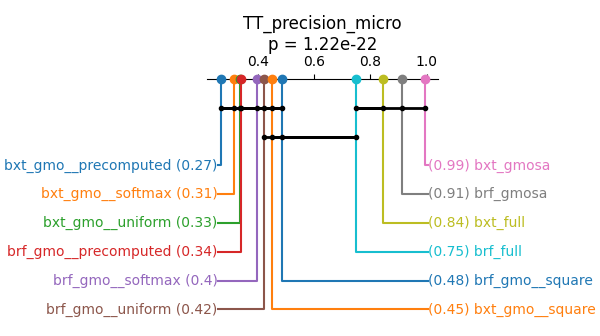 TT_precision_micro
p = 1.22e-22
0.4 0.6 0.8 1.0
bxt_gmo__precomputed (0.27)
(0.99) bxt_gmosa
bxt_gmo__softmax (0.31)
(0.91) brf_gmosa
bxt_gmo__uniform (0.33)
(0.84) bxt_full
brf_gmo__precomputed (0.34)
(0.75) brf_full
brf_gmo__softmax (0.4)
(0.48) brf_gmo__square
brf_gmo__uniform (0.42)
(0.45) bxt_gmo__square